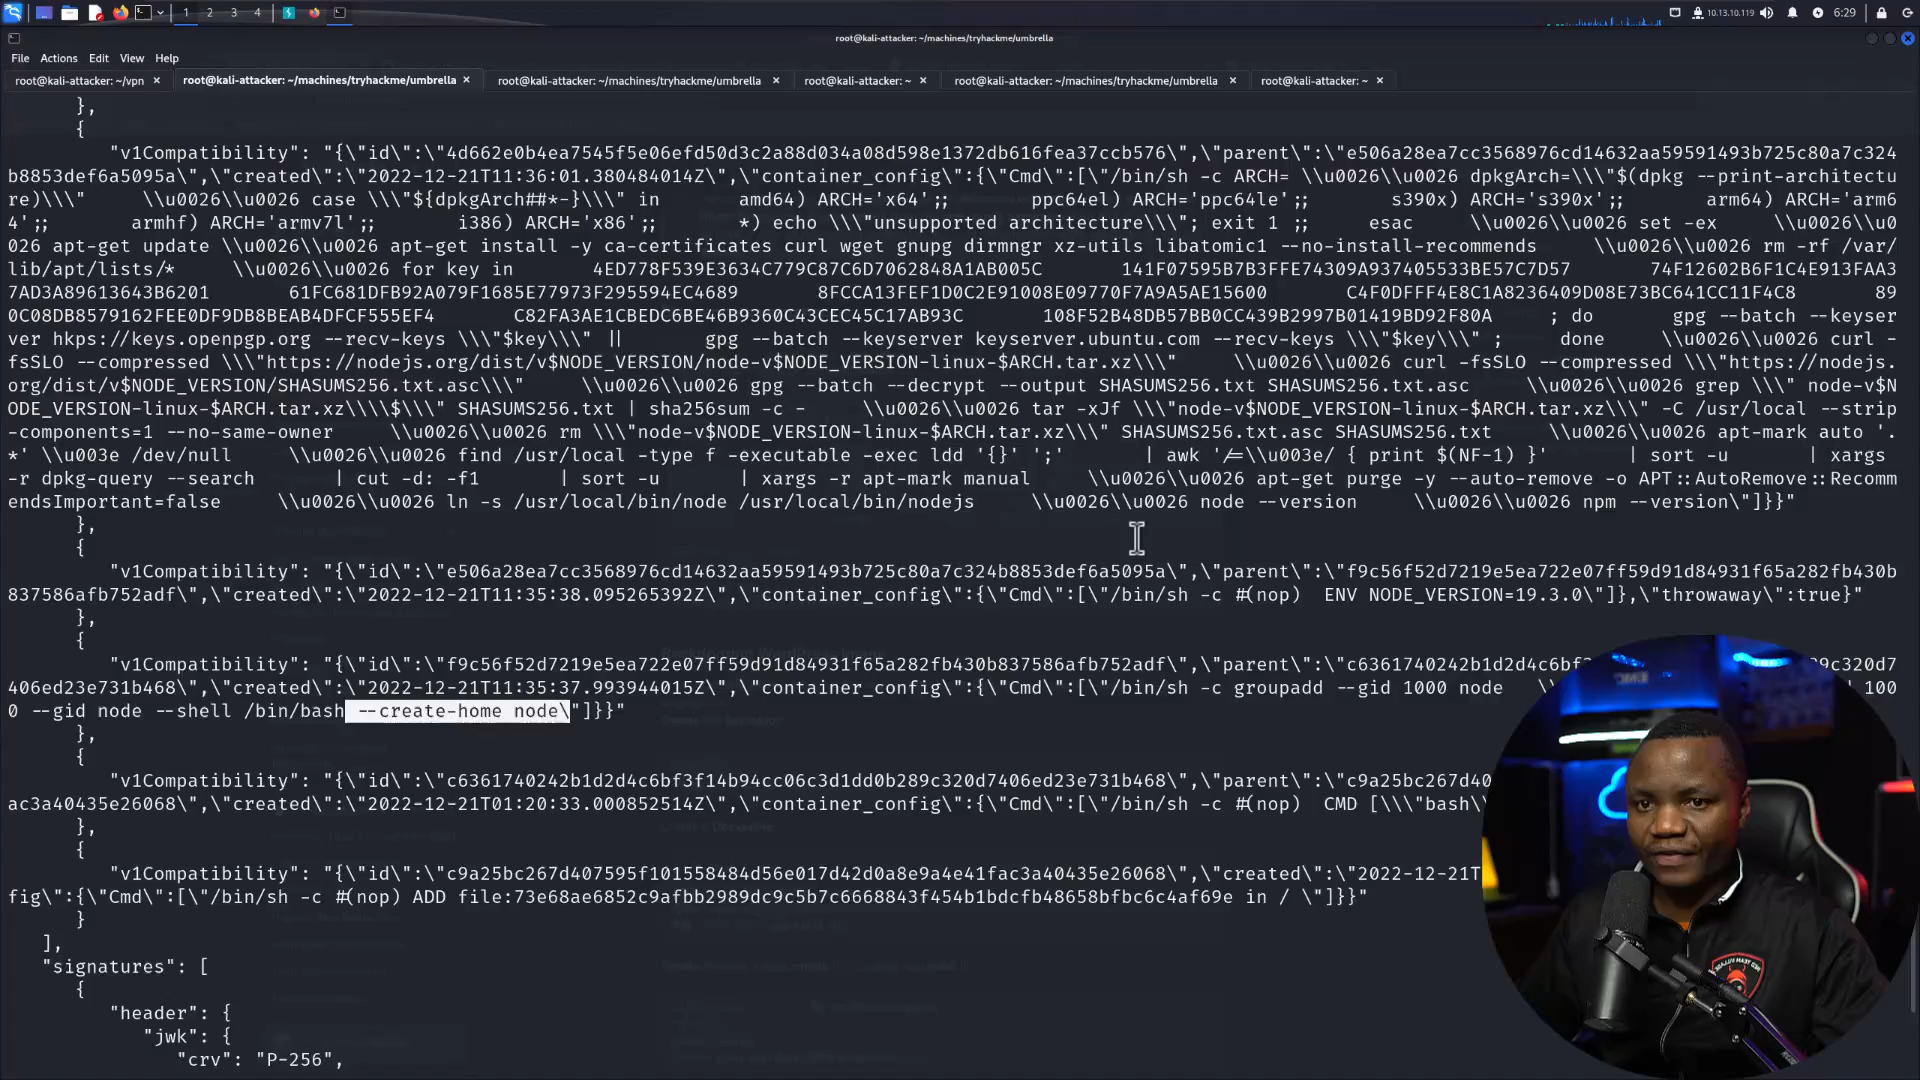 1 2 3 4 10.13.10.119 6:29
root@kali-attacker: ~/machines/tryhackme/umbrella
File Actions Edit View Help
root@kali-attacker: ~/vpn × root@kali-attacker: ~/machines/tryhackme/umbrella × root@kali-attacker: ~/machines/tryhackme/umbrella × root@kali-attacker: ~ × root@kali-attacker: ~/machines/tryhackme/umbrella × root@kali-attacker: ~ ×
},
{
"v1Compatibility": "{\"id\":\"4d662e0b4ea7545f5e06efd50d3c2a88d034a08d598e1372db616fea37ccb576\",\"parent\":\"e506a28ea7cc3568976cd14632aa59591493b725c80a7c324
b8853def6a5095a\",\"created\":\"2022-12-21T11:36:01.380484014Z\",\"container_config\":{\"Cmd\":[\"/bin/sh -c ARCH= \\u0026\\u0026 dpkgArch=\\\"$(dpkg --print-architectu
re)\\\" \\u0026\\u0026 case \\\"${dpkgArch##*-}\\\" in amd64) ARCH='x64';; ppc64el) ARCH='ppc64le';; s390x) ARCH='s390x';; arm64) ARCH='arm6
4';; armhf) ARCH='armv7l';; i386) ARCH='x86';; *) echo \\\"unsupported architecture\\\"; exit 1 ;; esac \\u0026\\u0026 set -ex \\u0026\\u0
026 apt-get update \\u0026\\u0026 apt-get install -y ca-certificates curl wget gnupg dirmngr xz-utils libatomic1 --no-install-recommends \\u0026\\u0026 rm -rf /var/
lib/apt/lists/* \\u0026\\u0026 for key in 4ED778F539E3634C779C87C6D7062848A1AB005C 141F07595B7B3FFE74309A937405533BE57C7D57 74F12602B6F1C4E913FAA3
7AD3A89613643B6201 61FC681DFB92A079F1685E77973F295594EC4689 8FCCA13FEF1D0C2E91008E09770F7A9A5AE15600 C4F0DFFF4E8C1A8236409D08E73BC641CC11F4C8 89
0C08DB8579162FEE0DF9DB8BEAB4DFCF555EF4 C82FA3AE1CBEDC6BE46B9360C43CEC45C17AB93C 108F52B48DB57BB0CC439B2997B01419BD92F80A ; do gpg --batch --keyser
ver hkps://keys.openpgp.org --recv-keys \\\"$key\\\" || gpg --batch --keyserver keyserver.ubuntu.com --recv-keys \\\"$key\\\" ; done \\u0026\\u0026 curl -
fsSLO --compressed \\\"https://nodejs.org/dist/v$NODE_VERSION/node-v$NODE_VERSION-linux-$ARCH.tar.xz\\\" \\u0026\\u0026 curl -fsSLO --compressed \\\"https://nodejs.
org/dist/v$NODE_VERSION/SHASUMS256.txt.asc\\\" \\u0026\\u0026 gpg --batch --decrypt --output SHASUMS256.txt SHASUMS256.txt.asc \\u0026\\u0026 grep \\\" node-v$N
ODE_VERSION-linux-$ARCH.tar.xz\\\\$\\\" SHASUMS256.txt | sha256sum -c - \\u0026\\u0026 tar -xJf \\\"node-v$NODE_VERSION-linux-$ARCH.tar.xz\\\" -C /usr/local --strip
-components=1 --no-same-owner \\u0026\\u0026 rm \\\"node-v$NODE_VERSION-linux-$ARCH.tar.xz\\\" SHASUMS256.txt.asc SHASUMS256.txt \\u0026\\u0026 apt-mark auto '.
*' \\u003e /dev/null \\u0026\\u0026 find /usr/local -type f -executable -exec ldd '{}' ';' | awk '/=\\u003e/ { print $(NF-1) }' | sort -u | xargs
-r dpkg-query --search | cut -d: -f1 | sort -u | xargs -r apt-mark manual \\u0026\\u0026 apt-get purge -y --auto-remove -o APT::AutoRemove::Recomm
endsImportant=false \\u0026\\u0026 ln -s /usr/local/bin/node /usr/local/bin/nodejs \\u0026\\u0026 node --version \\u0026\\u0026 npm --version\"]}}"
},
{
"v1Compatibility": "{\"id\":\"e506a28ea7cc3568976cd14632aa59591493b725c80a7c324b8853def6a5095a\",\"parent\":\"f9c56f52d7219e5ea722e07ff59d91d84931f65a282fb430b
837586afb752adf\",\"created\":\"2022-12-21T11:35:38.095265392Z\",\"container_config\":{\"Cmd\":[\"/bin/sh -c #(nop) ENV NODE_VERSION=19.3.0\"]},\"throwaway\":true}"
},
{
"v1Compatibility": "{\"id\":\"f9c56f52d7219e5ea722e07ff59d91d84931f65a282fb430b837586afb752adf\",\"parent\":\"c6361740242b1d2d4c6bf 9c320d7
406ed23e731b468\",\"created\":\"2022-12-21T11:35:37.993944015Z\",\"container_config\":{\"Cmd\":[\"/bin/sh -c groupadd --gid 1000 node 100
0 --gid node --shell /bin/bash --create-home node\"]}}"
},
{
"v1Compatibility": "{\"id\":\"c6361740242b1d2d4c6bf3f14b94cc06c3d1dd0b289c320d7406ed23e731b468\",\"parent\":\"c9a25bc267d40
ac3a40435e26068\",\"created\":\"2022-12-21T01:20:33.000852514Z\",\"container_config\":{\"Cmd\":[\"/bin/sh -c #(nop) CMD [\\\"bash\\
},
{
"v1Compatibility": "{\"id\":\"c9a25bc267d407595f101558484d56e017d42d0a8e9a4e41fac3a40435e26068\",\"created\":\"2022-12-21T
fig\":{\"Cmd\":[\"/bin/sh -c #(nop) ADD file:73e68ae6852c9afbb2989dc9c5b7c6668843f454b1bdcfb48658bfbc6c4af69e in / \"]}}"
}
],
"signatures": [
{
"header": {
"jwk": {
"crv": "P-256",